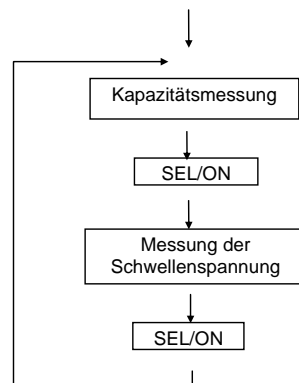 Kapazitätsmessung
SEL/ON
Messung der
Schwellenspannung
SEL/ON